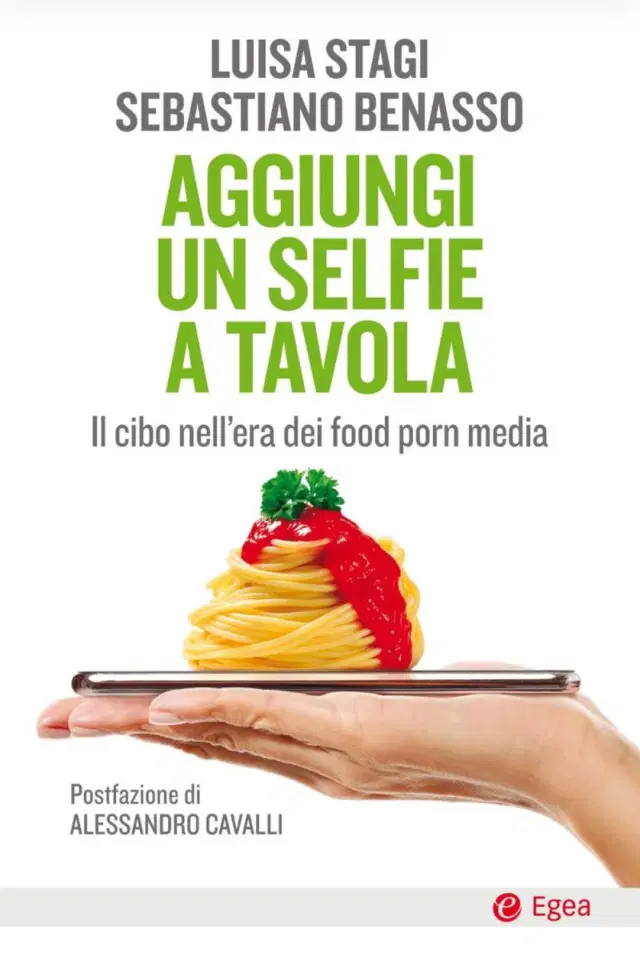 LUISA STAGI
SEBASTIANO BENASSO
AGGIUNGI
UN SELFIE
A TAVOLA
Il cibo nell'era dei food porn media
Postfazione di
ALESSANDRO CAVALLI
Egea